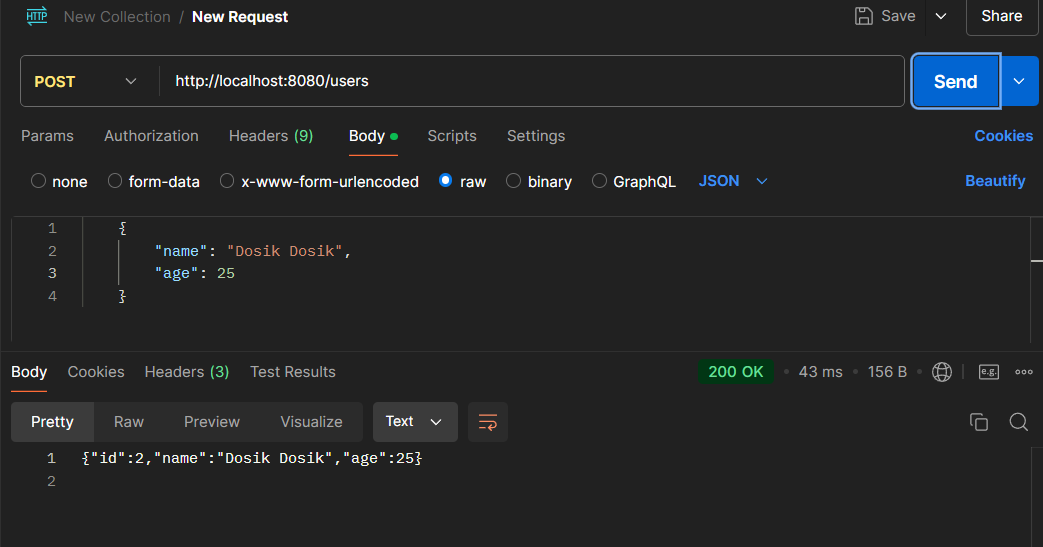 HTTP New Collection / New Request Save Share
POST http://localhost:8080/users Send
Params Authorization Headers (9) Body Scripts Settings Cookies
none form-data x-www-form-urlencoded raw binary GraphQL JSON Beautify
1 {
2 "name": "Dosik Dosik",
3 "age": 25
4 }
Body Cookies Headers (3) Test Results 200 OK 43 ms 156 B e.g.
Pretty Raw Preview Visualize Text
1 {"id":2,"name":"Dosik Dosik","age":25}
2